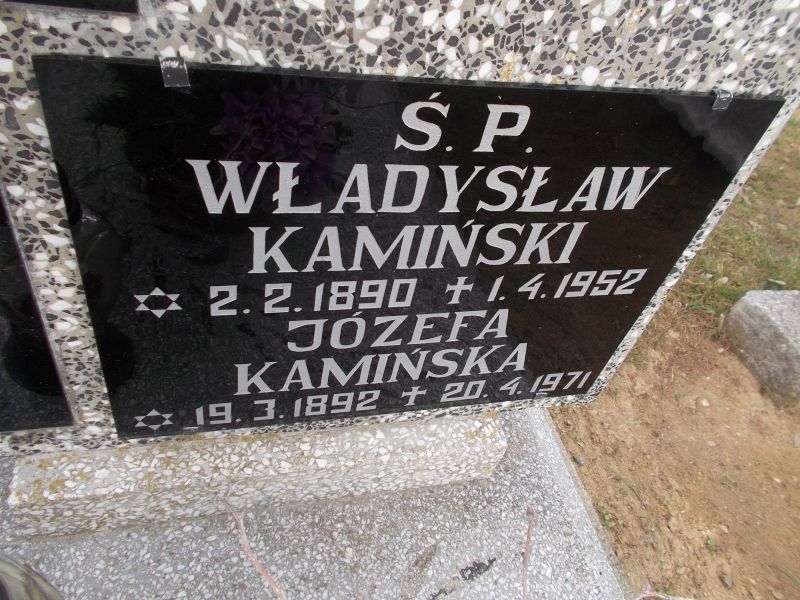 Ś. P.
WŁADYSŁAW
KAMIŃSKI
✡ 2. 2. 1890 ✝ 1. 4. 1952
JÓZEFA
KAMIŃSKA
✡ 19. 3. 1892 ✝ 20. 4. 1971